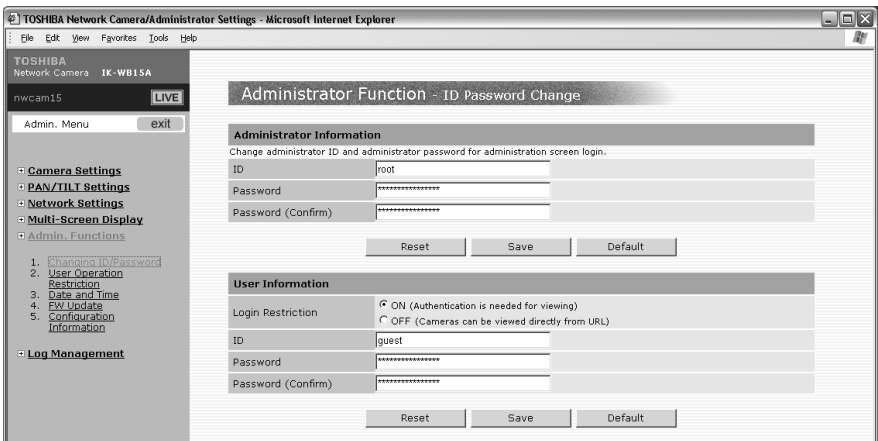 TOSHIBA Network Camera/Administrator Settings - Microsoft Internet Explorer
File Edit View Favorites Tools Help
TOSHIBA
Network Camera IK-WB15A
nwcam15 LIVE
Admin. Menu exit
Camera Settings
PAN/TILT Settings
Network Settings
Multi-Screen Display
Admin. Functions
1. Changing ID/Password
2. User Operation
Restriction
3. Date and Time
4. FW Update
5. Configuration
Information
Log Management
Administrator Function - ID Password Change
Administrator Information
Change administrator ID and administrator password for administration screen login.
ID root
Password ***************
Password (Confirm) ***************
Reset Save Default
User Information
Login Restriction
ON (Authentication is needed for viewing)
OFF (Cameras can be viewed directly from URL)
ID guest
Password ***************
Password (Confirm) ***************
Reset Save Default